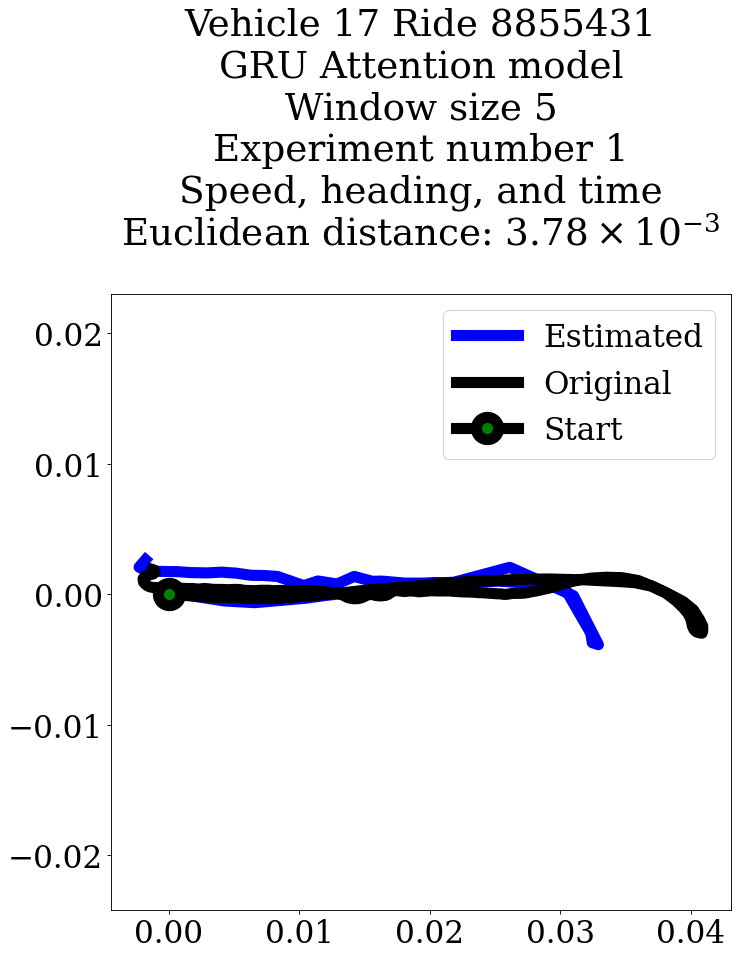 Vehicle 17 Ride 8855431
GRU Attention model
Window size 5
Experiment number 1
Speed, heading, and time
Euclidean distance: 3.78 × 10⁻³
Estimated
Original
Start
0.02
0.01
0.00
−0.01
−0.02
0.00 0.01 0.02 0.03 0.04